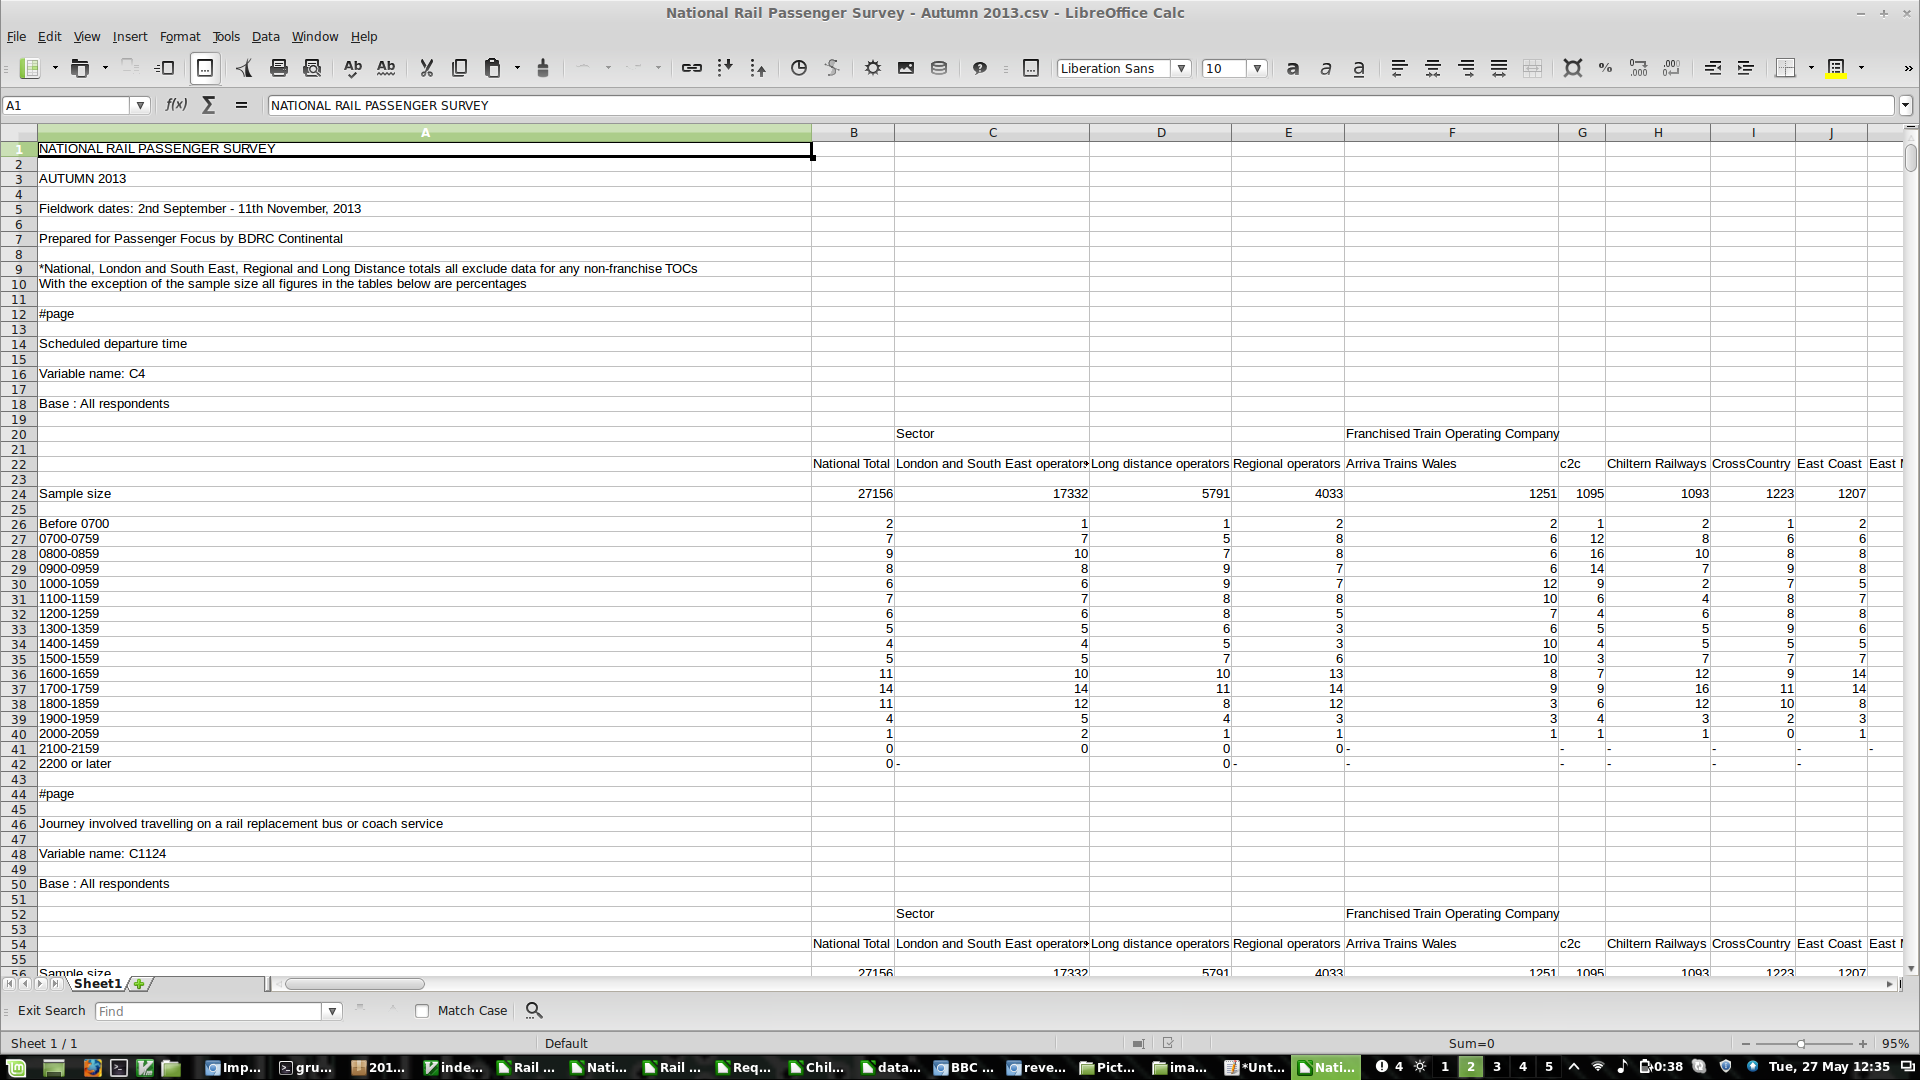 National Rail Passenger Survey - Autumn 2013.csv - LibreOffice Calc
File Edit View Insert Format Tools Data Window Help
Liberation Sans 10
A1 f(x) Σ = NATIONAL RAIL PASSENGER SURVEY
A B C D E F G H I J
1 NATIONAL RAIL PASSENGER SURVEY
2
3 AUTUMN 2013
4
5 Fieldwork dates: 2nd September - 11th November, 2013
6
7 Prepared for Passenger Focus by BDRC Continental
8
9 *National, London and South East, Regional and Long Distance totals all exclude data for any non-franchise TOCs
10 With the exception of the sample size all figures in the tables below are percentages
11
12 #page
13
14 Scheduled departure time
15
16 Variable name: C4
17
18 Base : All respondents
19
20 Sector Franchised Train Operating Company
21
22 National Total London and South East operators Long distance operators Regional operators Arriva Trains Wales c2c Chiltern Railways CrossCountry East Coast East
23
24 Sample size 27156 17332 5791 4033 1251 1095 1093 1223 1207
25
26 Before 0700 2 1 1 2 2 1 2 1 2
27 0700-0759 7 7 5 8 6 12 8 6 6
28 0800-0859 9 10 7 8 6 16 10 8 8
29 0900-0959 8 8 9 7 6 14 7 9 8
30 1000-1059 6 6 9 7 12 9 2 7 5
31 1100-1159 7 7 8 8 10 6 4 8 7
32 1200-1259 6 6 8 5 7 4 6 8 8
33 1300-1359 5 5 6 3 6 5 5 9 6
34 1400-1459 4 4 5 3 10 4 5 5 5
35 1500-1559 5 5 7 6 10 3 7 7 7
36 1600-1659 11 10 10 13 8 7 12 9 14
37 1700-1759 14 14 11 14 9 9 16 11 14
38 1800-1859 11 12 8 12 3 6 12 10 8
39 1900-1959 4 5 4 3 3 4 3 2 3
40 2000-2059 1 2 1 1 1 1 1 0 1
41 2100-2159 0 0 0 0 - - - - - -
42 2200 or later 0 - 0 - - - - - -
43
44 #page
45
46 Journey involved travelling on a rail replacement bus or coach service
47
48 Variable name: C1124
49
50 Base : All respondents
51
52 Sector Franchised Train Operating Company
53
54 National Total London and South East operators Long distance operators Regional operators Arriva Trains Wales c2c Chiltern Railways CrossCountry East Coast East
55
56 Sample size 27156 17332 5791 4033 1251 1095 1093 1223 1207
Sheet1
Exit Search Find Match Case
Sheet 1 / 1 Default Sum=0 95%
Imp... gru... 201... inde... Rail ... Nati... Rail ... Req... Chil... data... BBC ... reve... Pict... ima... *Unt... Nati... 4 1 2 3 4 5 0:38 Tue, 27 May 12:35